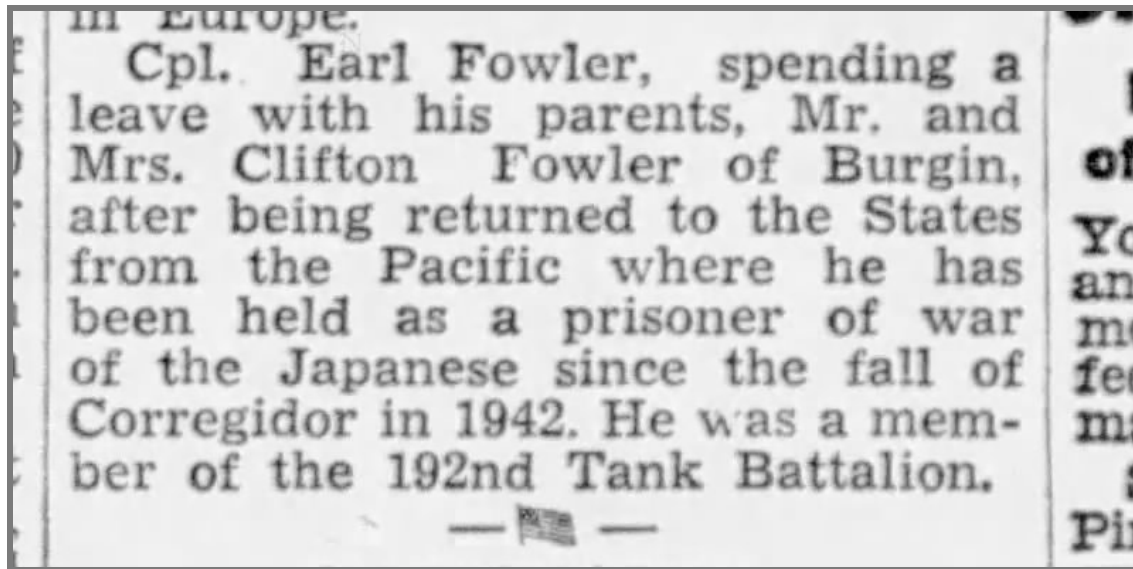 in Europe.
Cpl. Earl Fowler, spending a
leave with his parents, Mr. and
Mrs. Clifton Fowler of Burgin,
after being returned to the States
from the Pacific where he has
been held as a prisoner of war
of the Japanese since the fall of
Corregidor in 1942. He was a mem-
ber of the 192nd Tank Battalion.